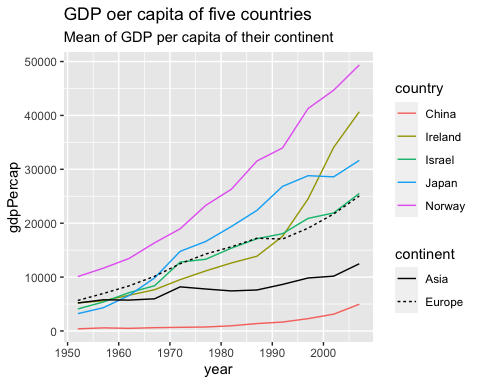 GDP oer capita of five countries
Mean of GDP per capita of their continent
50000
40000
30000
20000
10000
0
gdpPercap
1950 1960 1970 1980 1990 2000
year
country
China
Ireland
Israel
Japan
Norway
continent
Asia
Europe